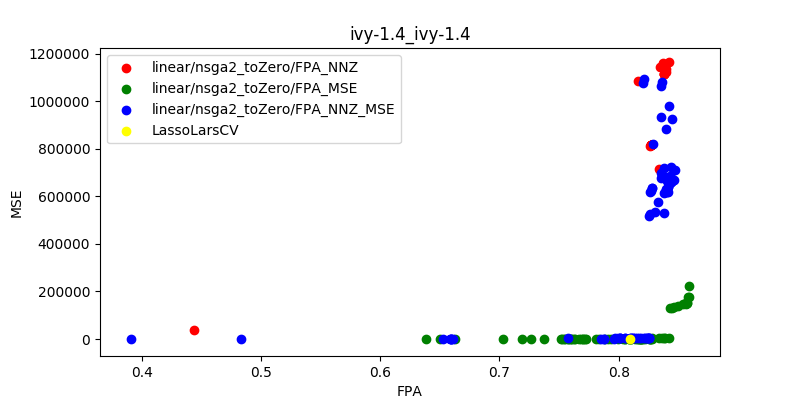 ivy-1.4_ivy-1.4
1200000
1000000
800000
600000
400000
200000
0
MSE
linear/nsga2_toZero/FPA_NNZ
linear/nsga2_toZero/FPA_MSE
linear/nsga2_toZero/FPA_NNZ_MSE
LassoLarsCV
0.4 0.5 0.6 0.7 0.8
FPA